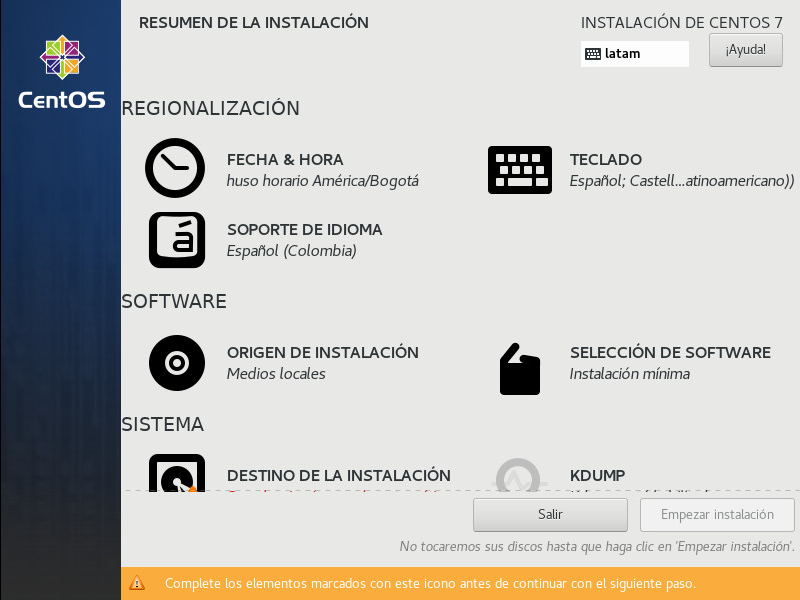 RESUMEN DE LA INSTALACIÓN
INSTALACIÓN DE CENTOS 7
latam
¡Ayuda!
CentOS
REGIONALIZACIÓN
FECHA & HORA
huso horario América/Bogotá
TECLADO
Español; Castell...atinoamericano))
SOPORTE DE IDIOMA
Español (Colombia)
á
SOFTWARE
ORIGEN DE INSTALACIÓN
Medios locales
SELECCIÓN DE SOFTWARE
Instalación mínima
SISTEMA
DESTINO DE LA INSTALACIÓN
KDUMP
Salir
Empezar instalación
No tocaremos sus discos hasta que haga clic en 'Empezar instalación'.
Complete los elementos marcados con este icono antes de continuar con el siguiente paso.